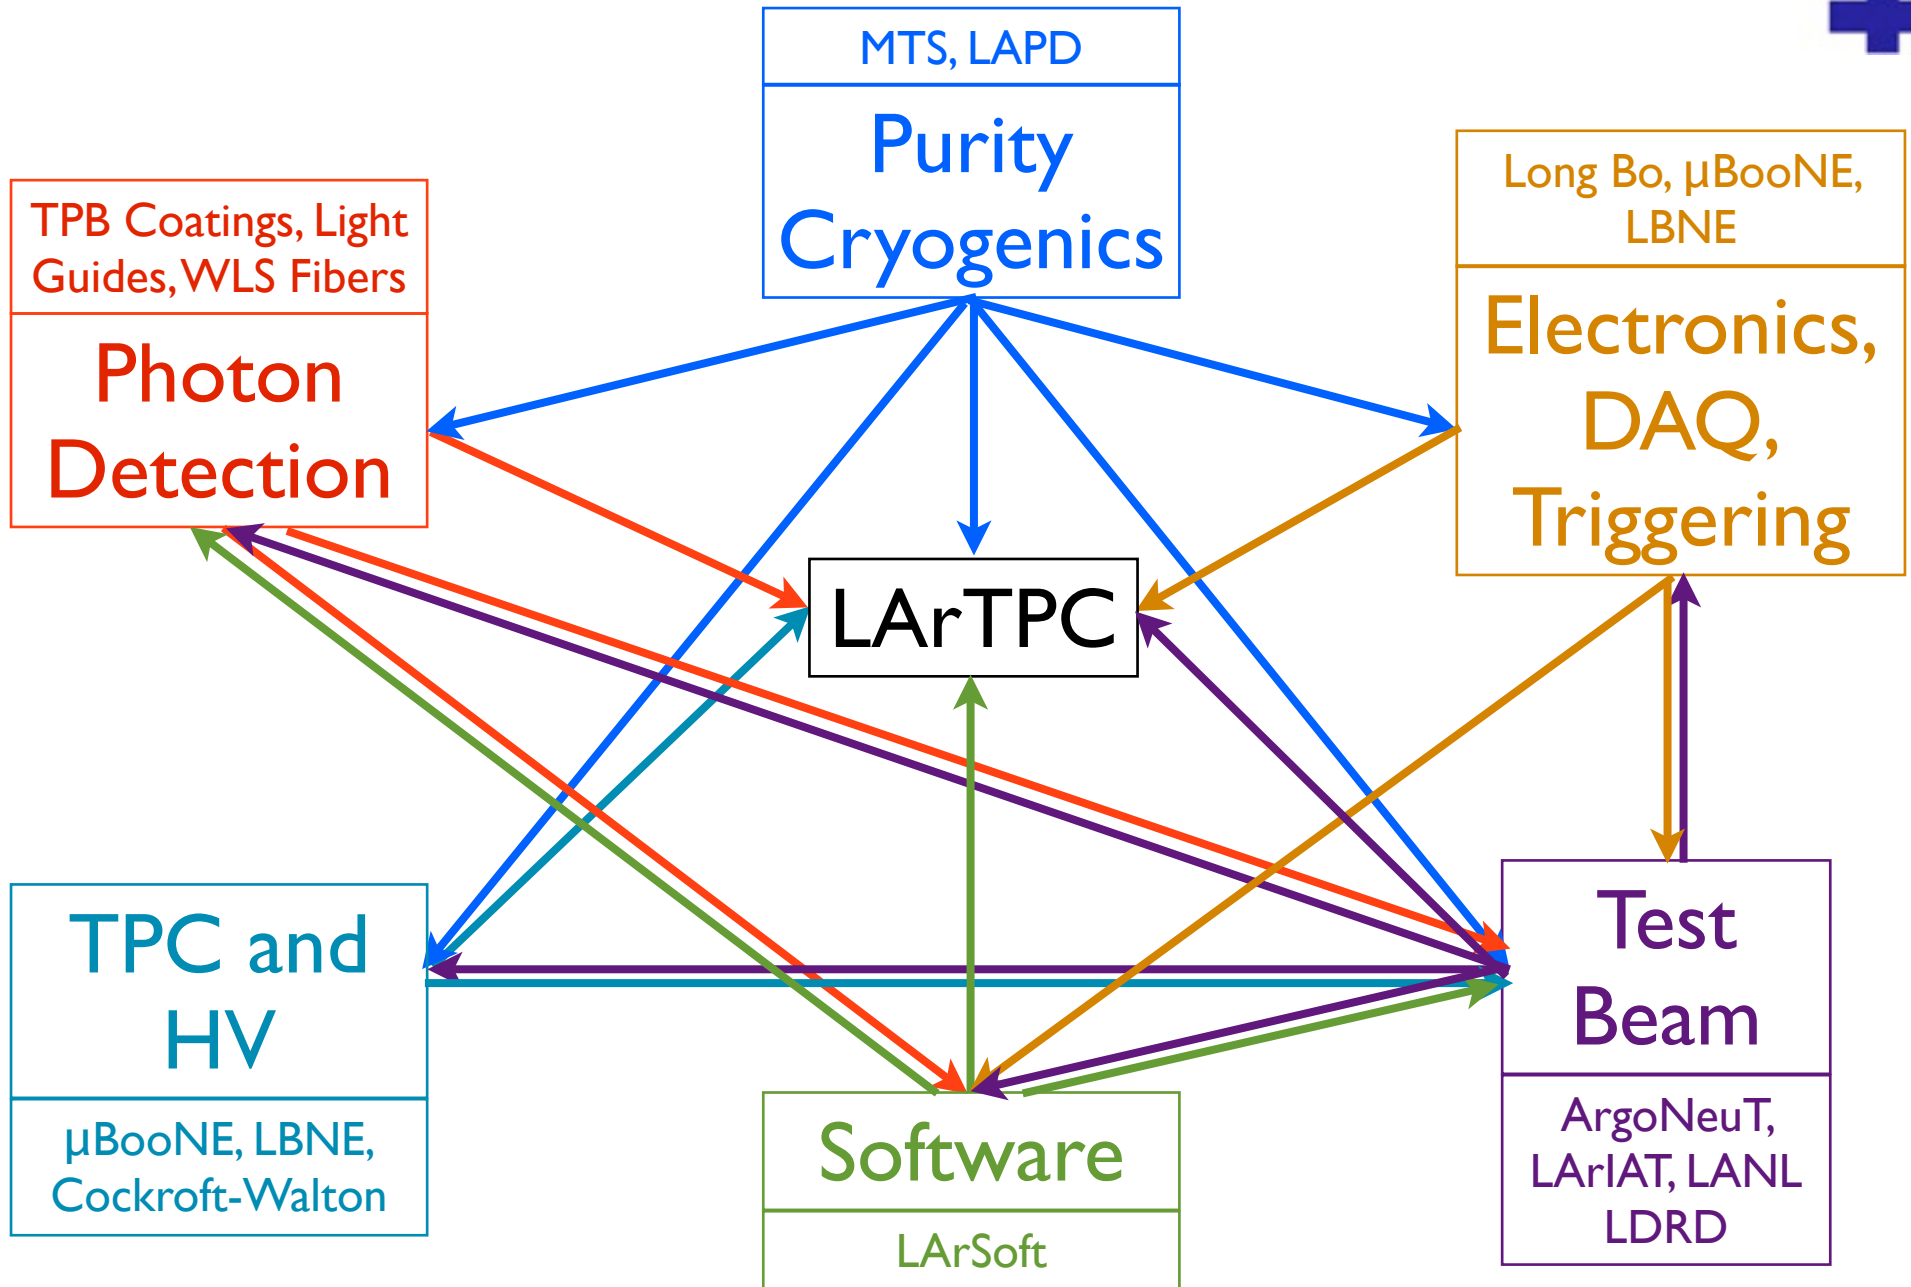 MTS, LAPD
Purity
Cryogenics
TPB Coatings, Light
Guides, WLS Fibers
Photon
Detection
Long Bo, µBooNE,
LBNE
Electronics,
DAQ,
Triggering
LArTPC
TPC and
HV
µBooNE, LBNE,
Cockroft-Walton
Software
LArSoft
Test
Beam
ArgoNeuT,
LArIAT, LANL
LDRD